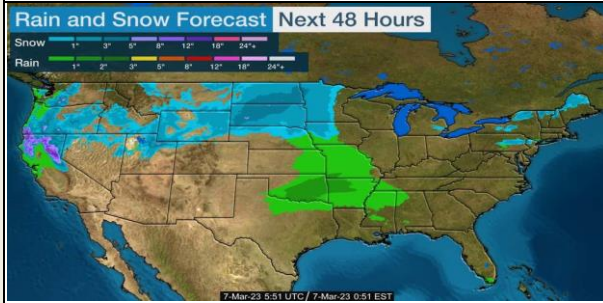 Rain and Snow Forecast Next 48 Hours
Snow
1" 3" 5" 8" 12" 18" 24"+
Rain
1" 2" 3" 5" 8" 12" 18" 24"+
7-Mar-23 5:51 UTC / 7-Mar-23 0:51 EST